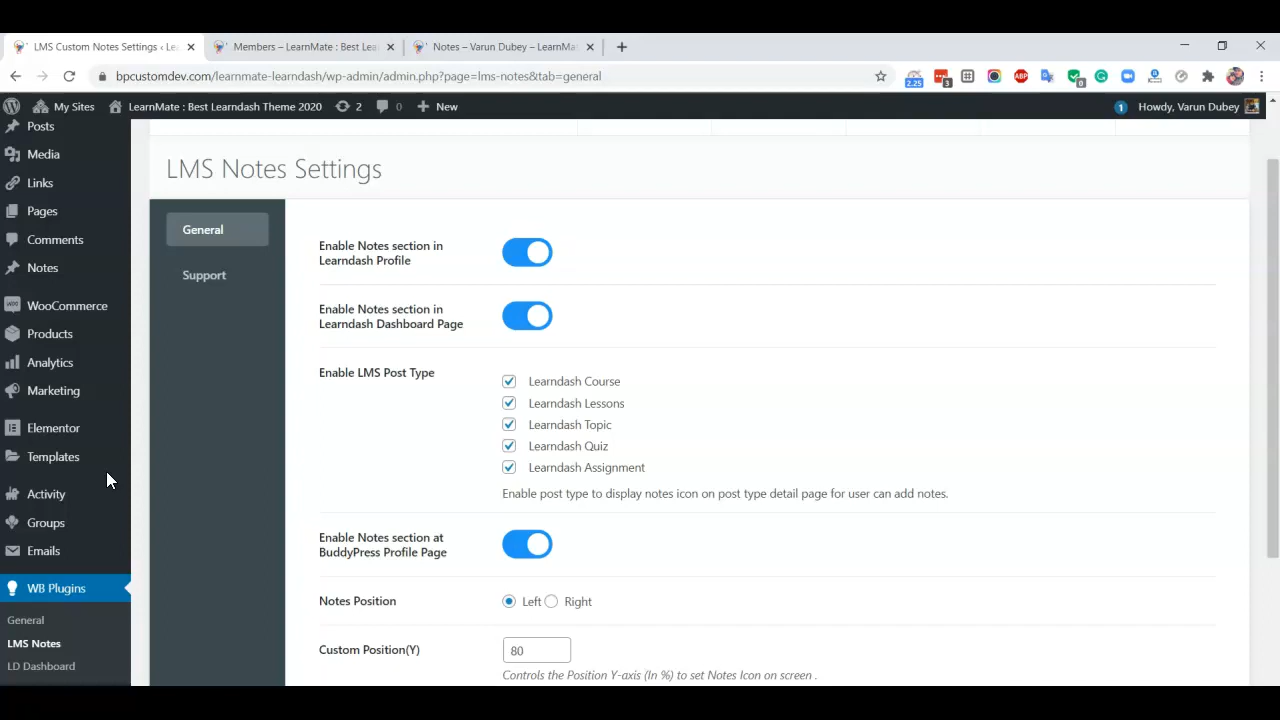 LMS Custom Notes Settings ‹ Le
Members – LearnMate : Best Lea
Notes – Varun Dubey – LearnMa
bpcustomdev.com/learnmate-learndash/wp-admin/admin.php?page=lms-notes&tab=general
2.25
3
ABP
0
My Sites
LearnMate : Best Learndash Theme 2020
2
0
New
1
Howdy, Varun Dubey
Posts
Media
Links
Pages
Comments
Notes
WooCommerce
Products
Analytics
Marketing
Elementor
Templates
Activity
Groups
Emails
WB Plugins
General
LMS Notes
LD Dashboard
LMS Notes Settings
General
Support
Enable Notes section in
Learndash Profile
Enable Notes section in
Learndash Dashboard Page
Enable LMS Post Type
Learndash Course
Learndash Lessons
Learndash Topic
Learndash Quiz
Learndash Assignment
Enable post type to display notes icon on post type detail page for user can add notes.
Enable Notes section at
BuddyPress Profile Page
Notes Position
Left Right
Custom Position(Y)
80
Controls the Position Y-axis (In %) to set Notes Icon on screen .